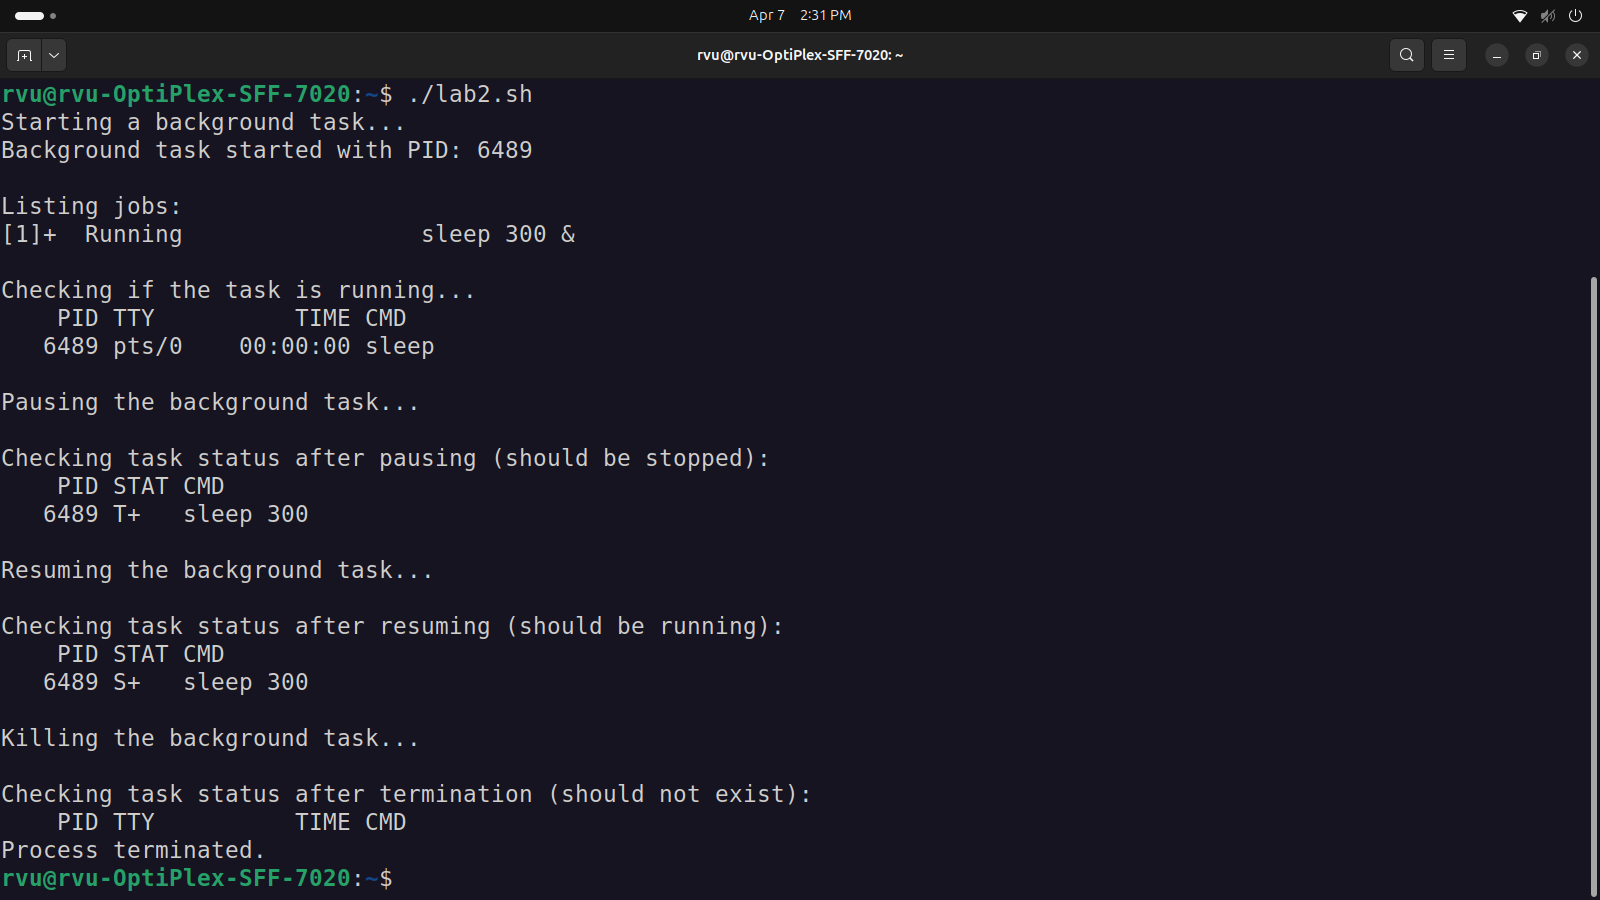 Apr 7 2:31 PM
rvu@rvu-OptiPlex-SFF-7020: ~
rvu@rvu-OptiPlex-SFF-7020:~$ ./lab2.sh
Starting a background task...
Background task started with PID: 6489
Listing jobs:
[1]+  Running                 sleep 300 &
Checking if the task is running...
    PID TTY          TIME CMD
   6489 pts/0    00:00:00 sleep
Pausing the background task...
Checking task status after pausing (should be stopped):
    PID STAT CMD
   6489 T+   sleep 300
Resuming the background task...
Checking task status after resuming (should be running):
    PID STAT CMD
   6489 S+   sleep 300
Killing the background task...
Checking task status after termination (should not exist):
    PID TTY          TIME CMD
Process terminated.
rvu@rvu-OptiPlex-SFF-7020:~$